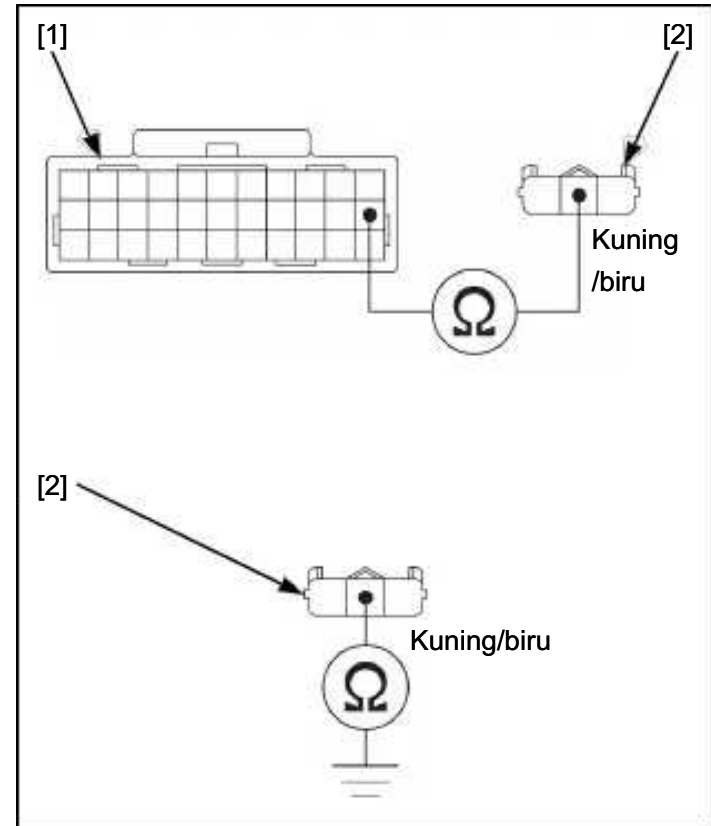 [1]
[2]
Kuning
/biru
Ω
[2]
Kuning/biru
Ω